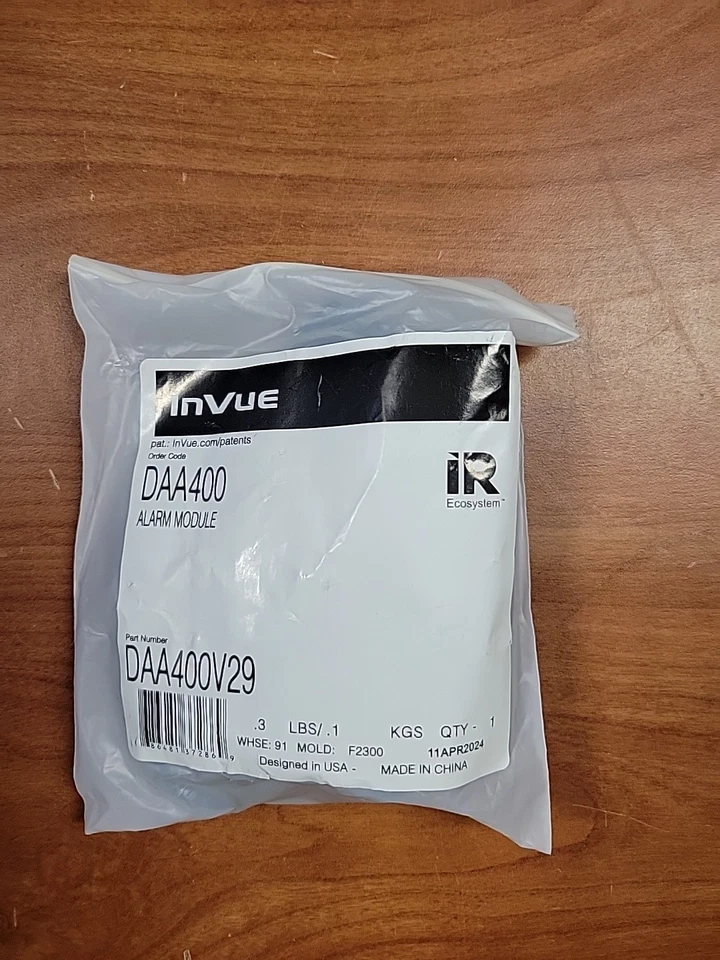 InVue
pat.: InVue.com/patents
Order Code
DAA400
ALARM MODULE
iR
Ecosystem™
Part Number
DAA400V29
.3 LBS/ .1 KGS QTY - 1
WHSE: 91 MOLD: F2300 11APR2024
Designed in USA - MADE IN CHINA